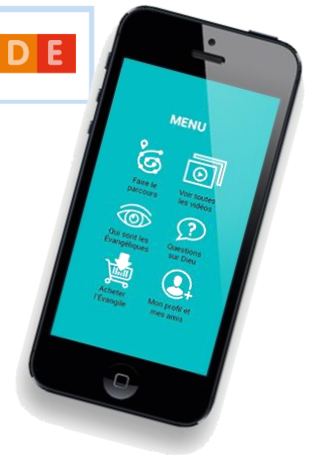 D E
MENU
Faire le
parcours
Voir toutes
les vidéos
Qui sont les
Évangéliques
Questions
sur Dieu
Acheter
l'Évangile
Mon profil et
mes amis